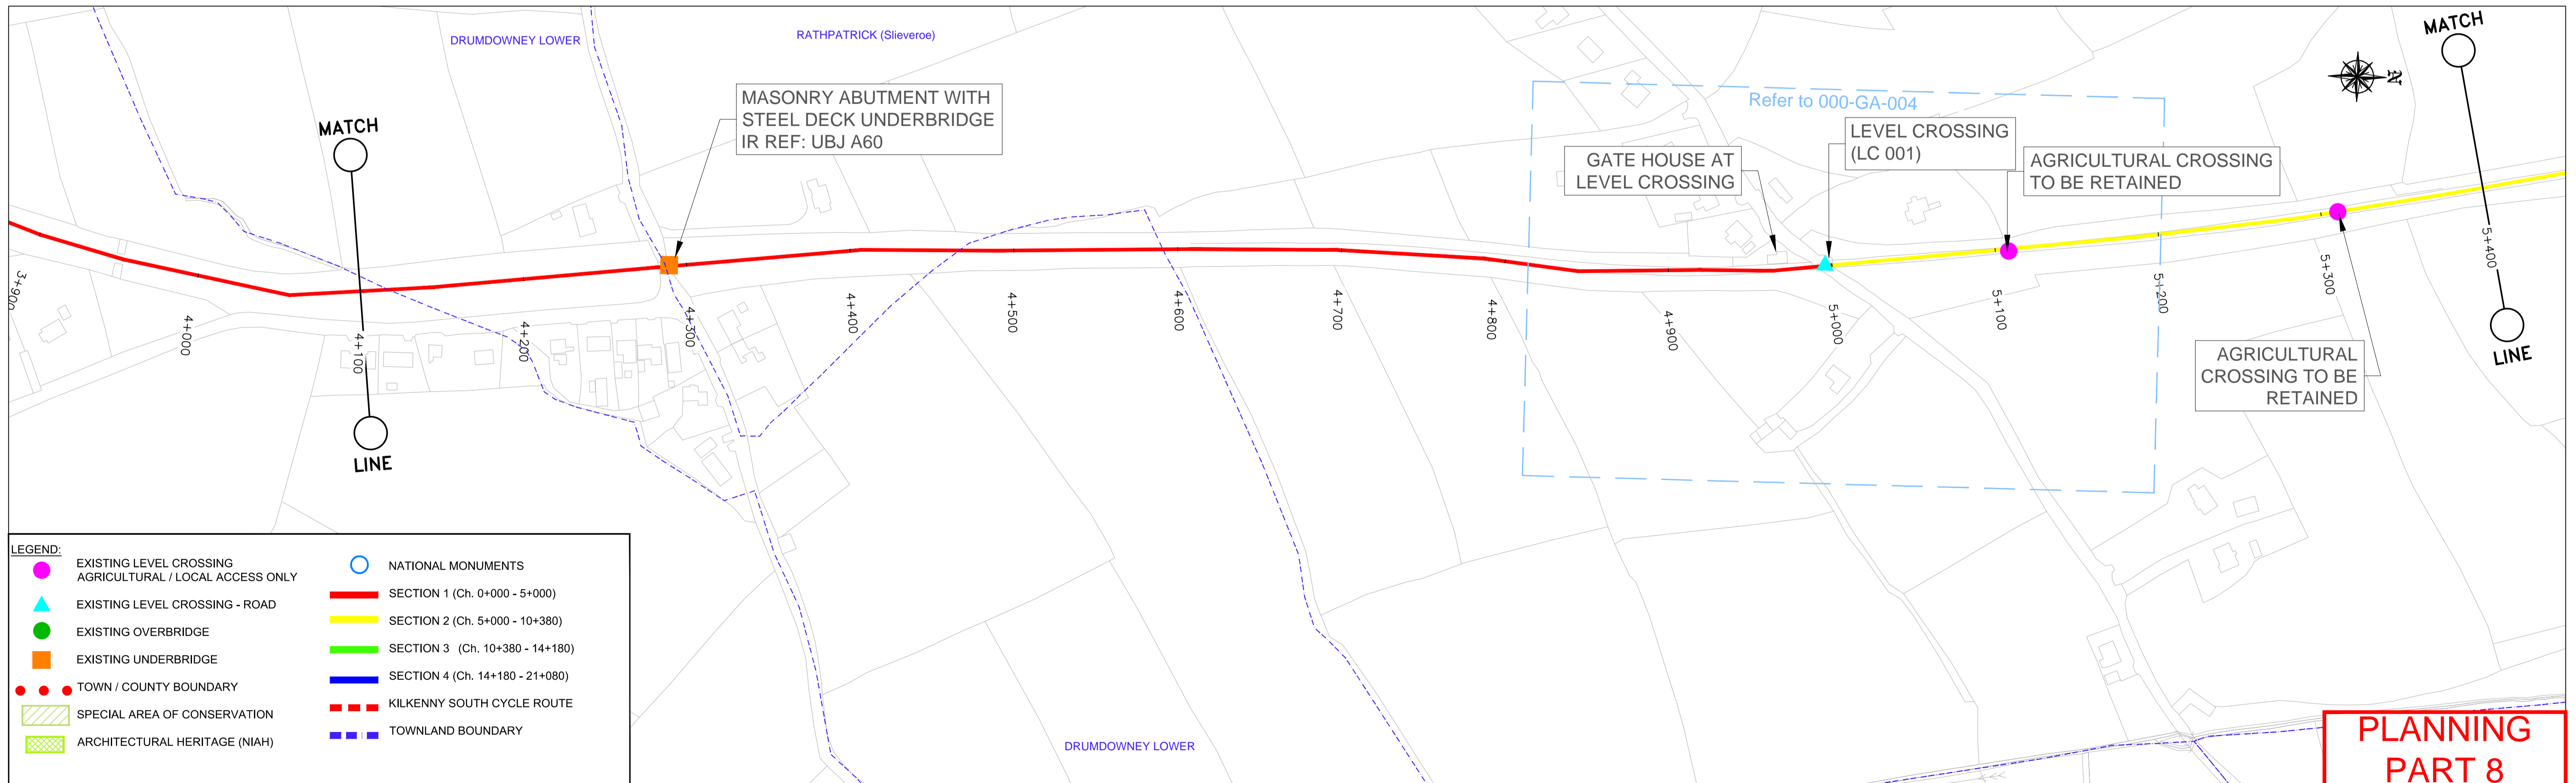 DRUMDOWNEY LOWER
RATHPATRICK (Slieveroe)
MATCH
LINE
MASONRY ABUTMENT WITH
STEEL DECK UNDERBRIDGE
IR REF: UBJ A60
Refer to 000-GA-004
GATE HOUSE AT
LEVEL CROSSING
LEVEL CROSSING
(LC 001)
AGRICULTURAL CROSSING
TO BE RETAINED
N
MATCH
LINE
AGRICULTURAL
CROSSING TO BE
RETAINED
3+900
4+000
4+100
4+200
4+300
4+400
4+500
4+600
4+700
4+800
4+900
5+000
5+100
5+200
5+300
5+400
DRUMDOWNEY LOWER
LEGEND:
EXISTING LEVEL CROSSING
AGRICULTURAL / LOCAL ACCESS ONLY
EXISTING LEVEL CROSSING - ROAD
EXISTING OVERBRIDGE
EXISTING UNDERBRIDGE
TOWN / COUNTY BOUNDARY
SPECIAL AREA OF CONSERVATION
ARCHITECTURAL HERITAGE (NIAH)
NATIONAL MONUMENTS
SECTION 1 (Ch. 0+000 - 5+000)
SECTION 2 (Ch. 5+000 - 10+380)
SECTION 3 (Ch. 10+380 - 14+180)
SECTION 4 (Ch. 14+180 - 21+080)
KILKENNY SOUTH CYCLE ROUTE
TOWNLAND BOUNDARY
PLANNING
PART 8